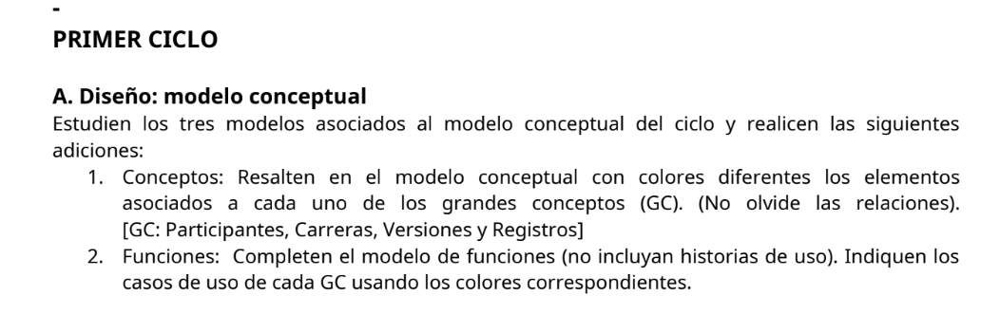 -
PRIMER CICLO
A. Diseño: modelo conceptual
Estudien los tres modelos asociados al modelo conceptual del ciclo y realicen las siguientes
adiciones:
1. Conceptos: Resalten en el modelo conceptual con colores diferentes los elementos
asociados a cada uno de los grandes conceptos (GC). (No olvide las relaciones).
[GC: Participantes, Carreras, Versiones y Registros]
2. Funciones: Completen el modelo de funciones (no incluyan historias de uso). Indiquen los
casos de uso de cada GC usando los colores correspondientes.